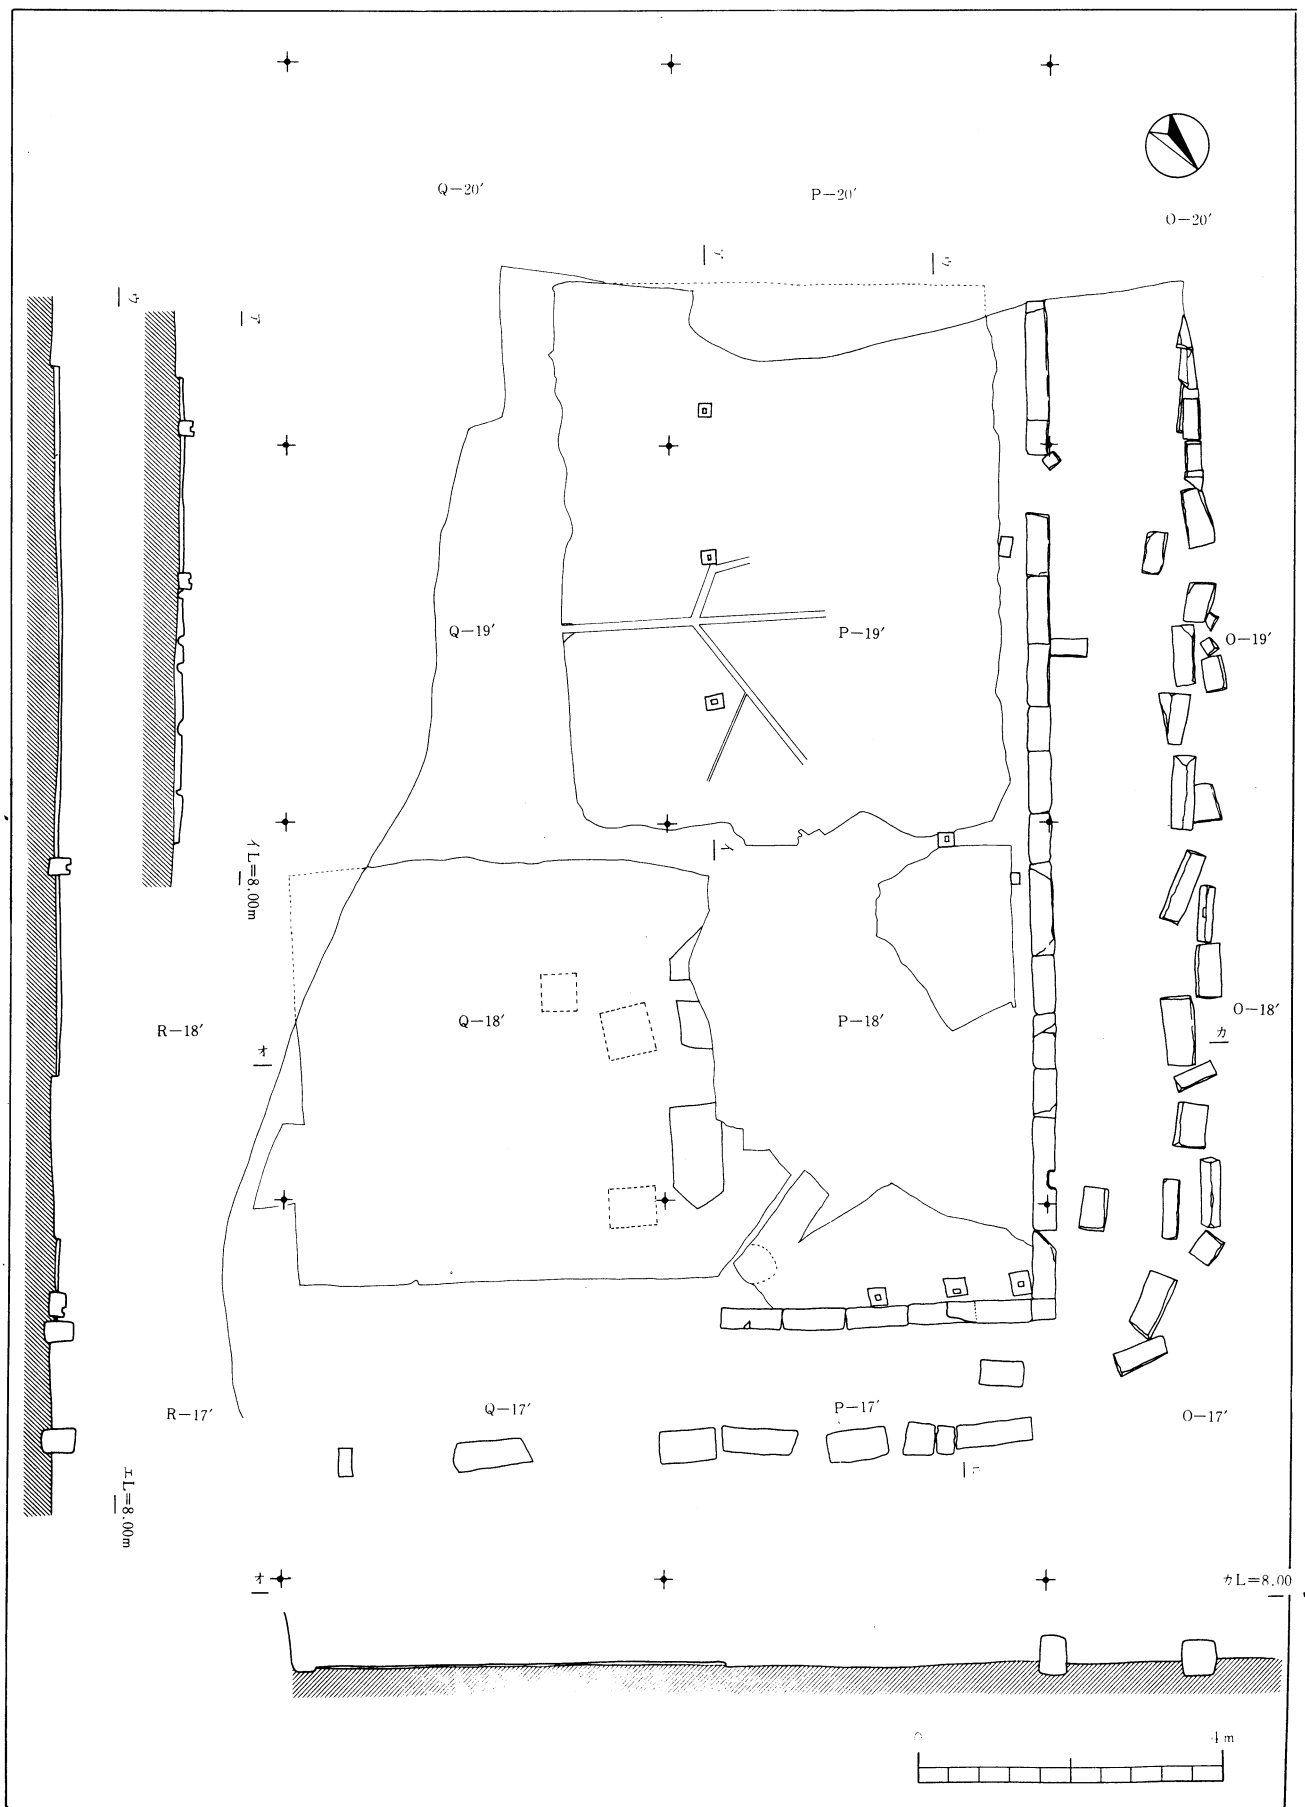 Q—20′
P—20′
O—20′
ア
ウ
ウ
ア
Q—19′
P—19′
O—19′
イ
イL=8.00m
R—18′
Q—18′
P—18′
O—18′
オ
カ
R—17′
Q—17′
P—17′
O—17′
エ
エL=8.00m
オ
カL=8.00
0
4m